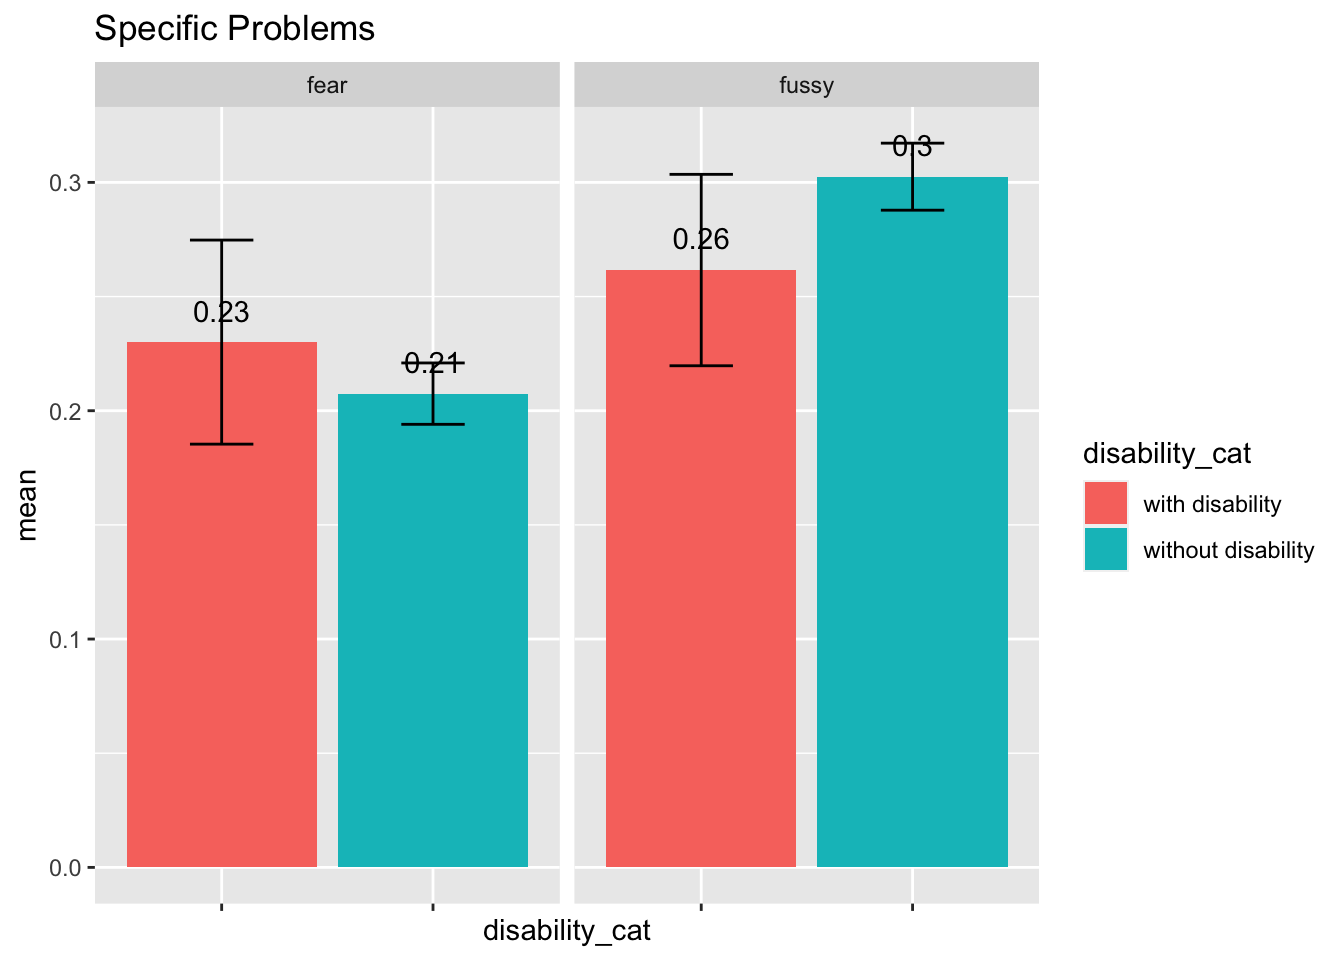 Specific Problems
fear
fussy
0.3
0.2
0.1
0.0
0.23
0.21
0.26
0.3
mean
disability_cat
disability_cat
with disability
without disability